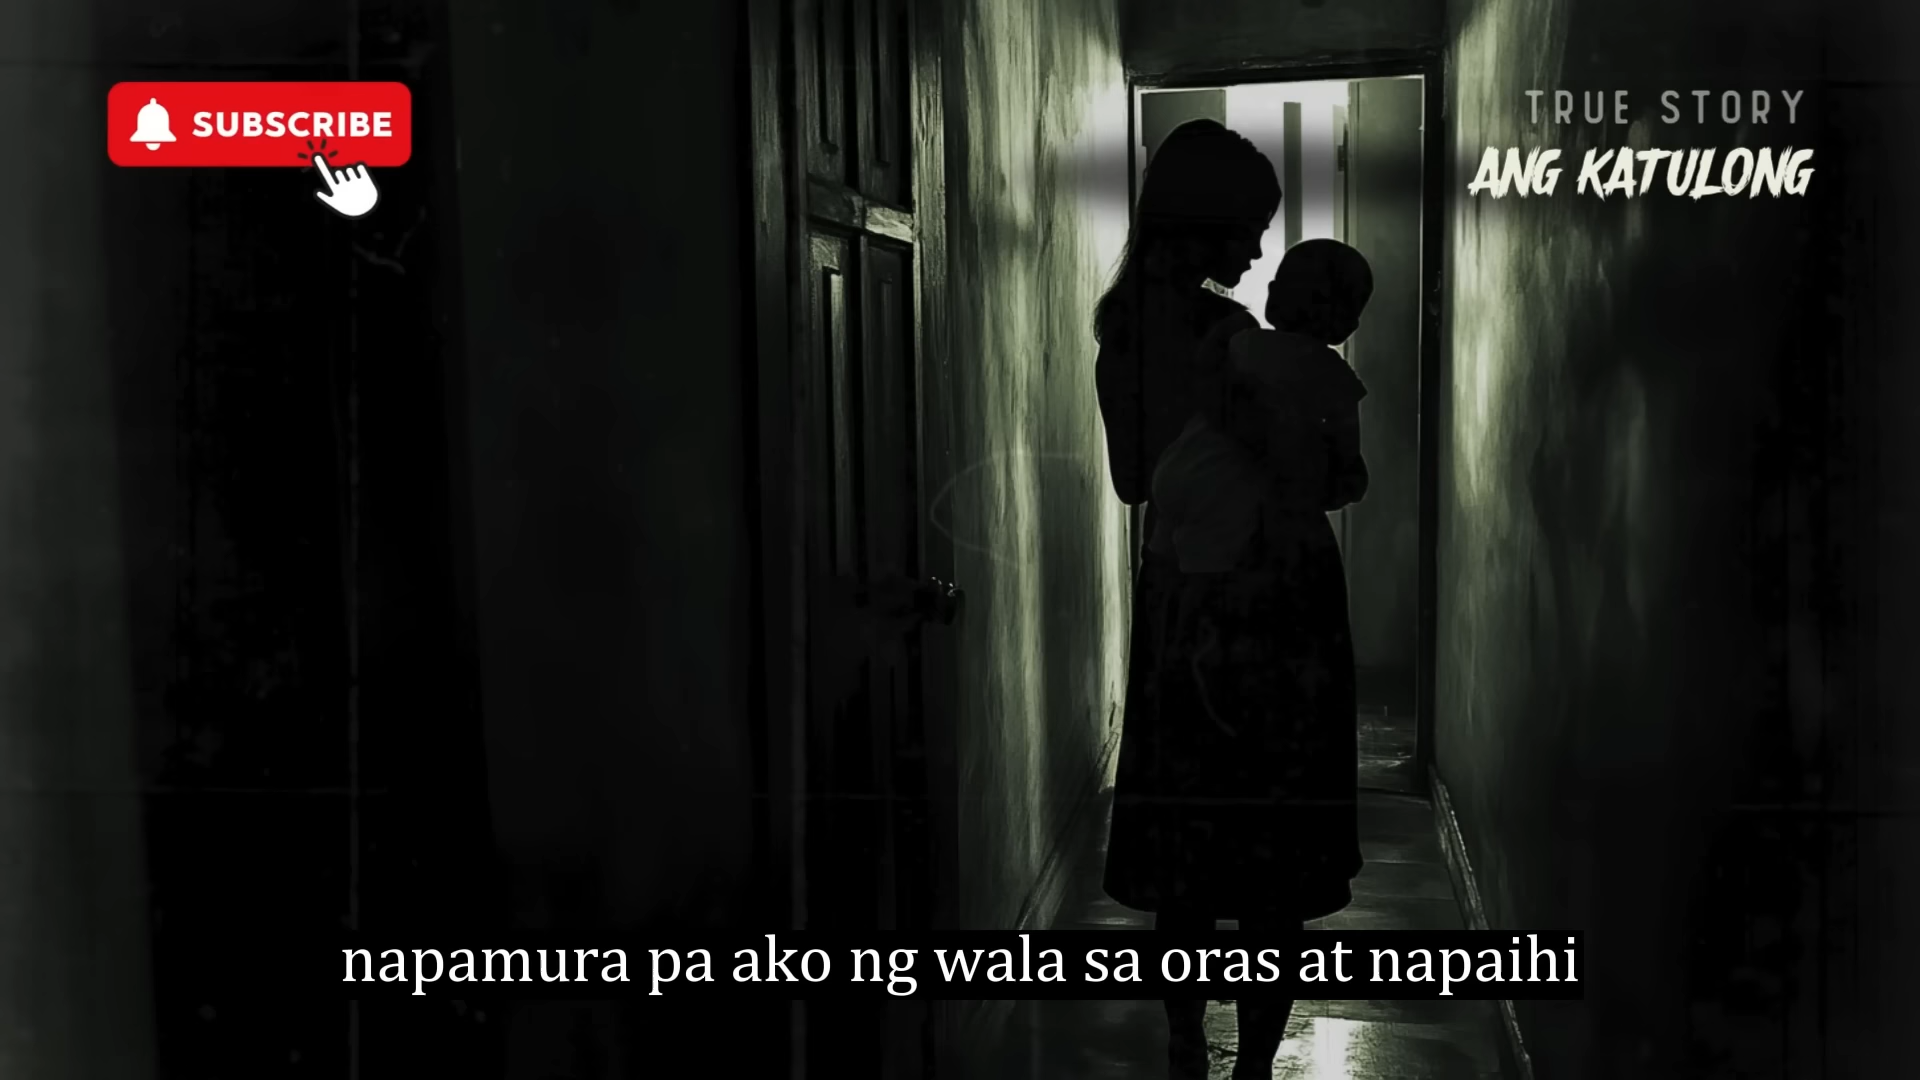 SUBSCRIBE
TRUE STORY
ANG KATULONG
napamura pa ako ng wala sa oras at napaihi